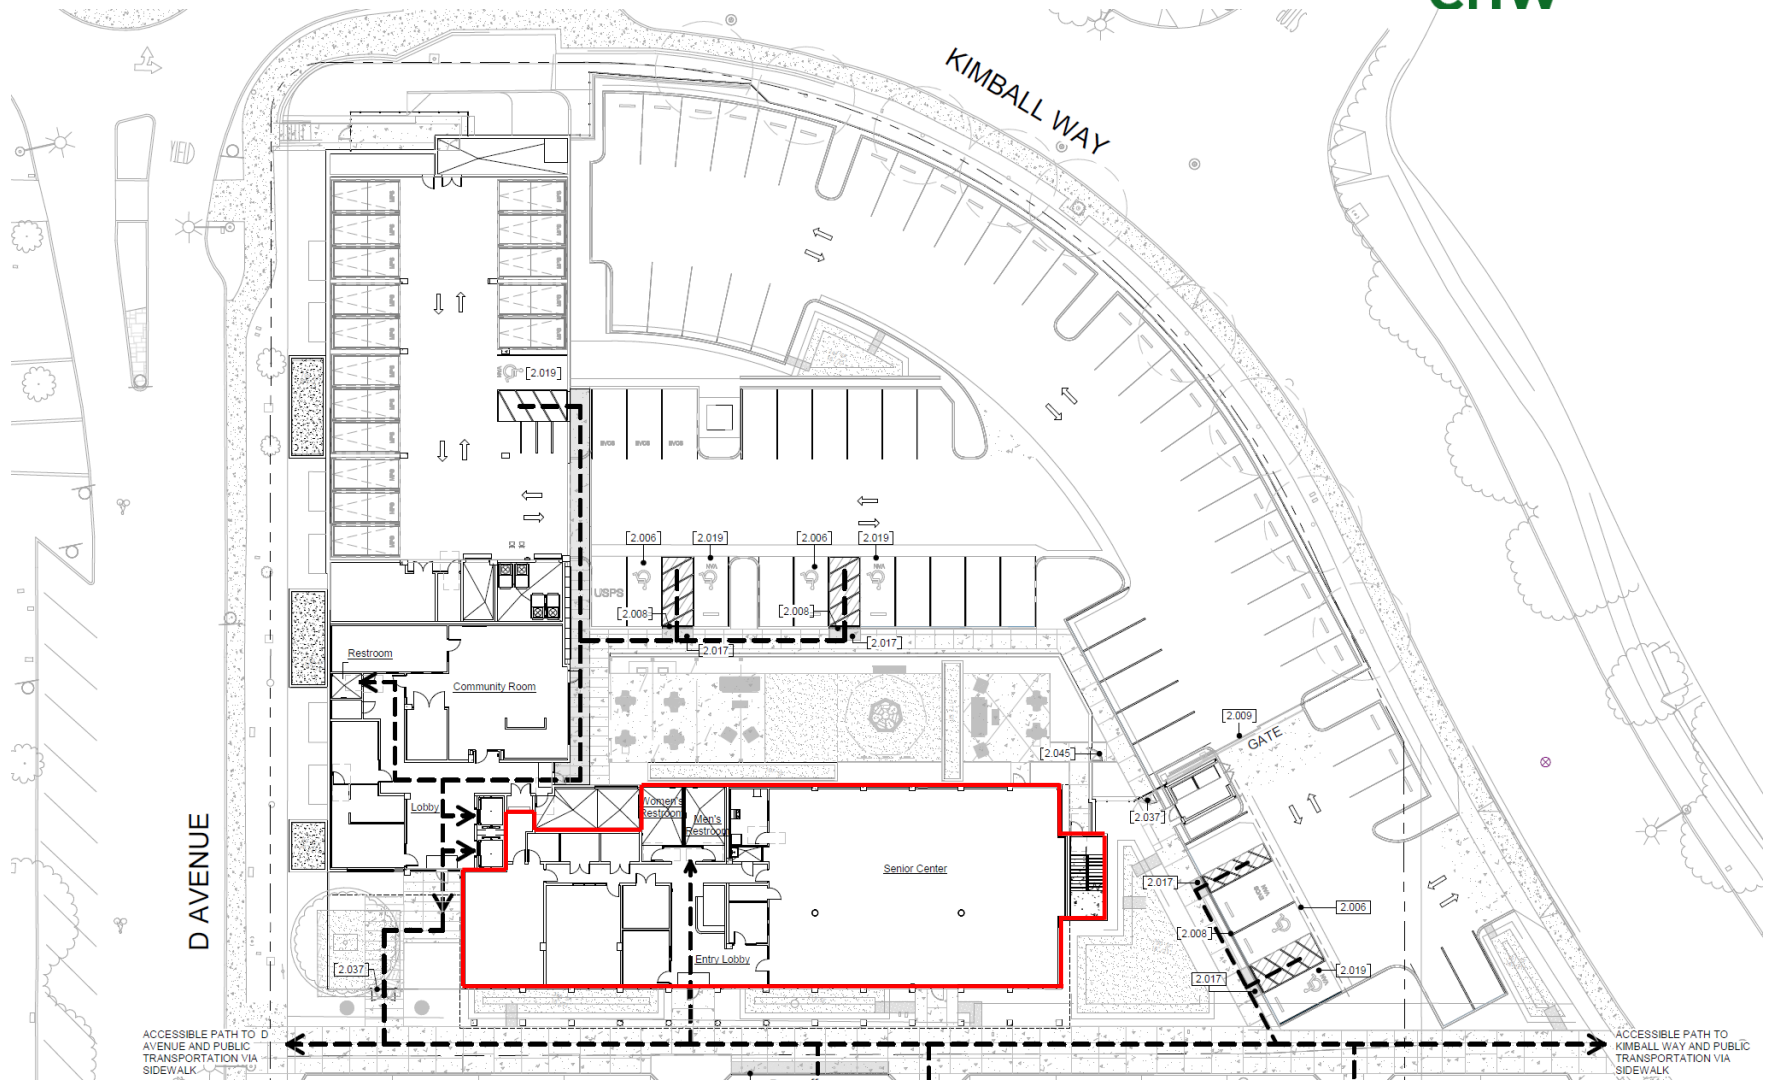 KIMBALL WAY
YIELD
[2.019]
[2.006]
[2.019]
[2.006]
[2.019]
USPS
[2.008]
[2.008]
[2.017]
[2.017]
Restroom
Community Room
[2.009]
GATE
[2.045]
[2.037]
Lobby
Women's
Restroom
Men's
Restroom
Senior Center
D AVENUE
[2.017]
[2.006]
[2.008]
Entry Lobby
[2.037]
[2.017]
[2.019]
ACCESSIBLE PATH TO D
AVENUE AND PUBLIC
TRANSPORTATION VIA
SIDEWALK
ACCESSIBLE PATH TO
KIMBALL WAY AND PUBLIC
TRANSPORTATION VIA
SIDEWALK